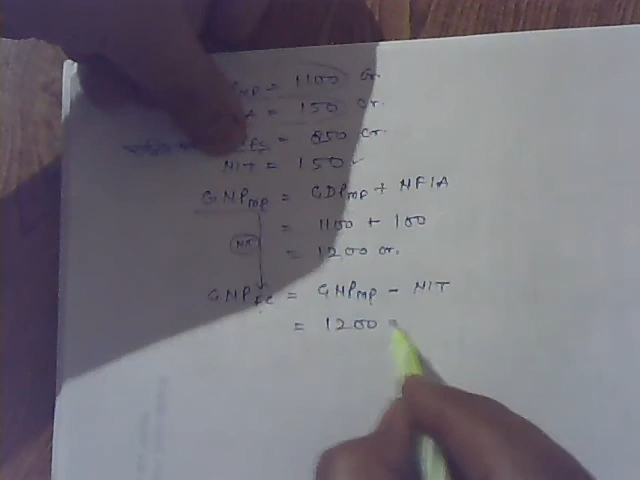 MP = 1100 Cr.
= 150 Cr.
= 850 Cr.
NIT = 150
GNPMP = GDPMP + NFIA
= 1100 + 100
= 1200 Cr.
GNPFC = GNPMP - NIT
= 1200